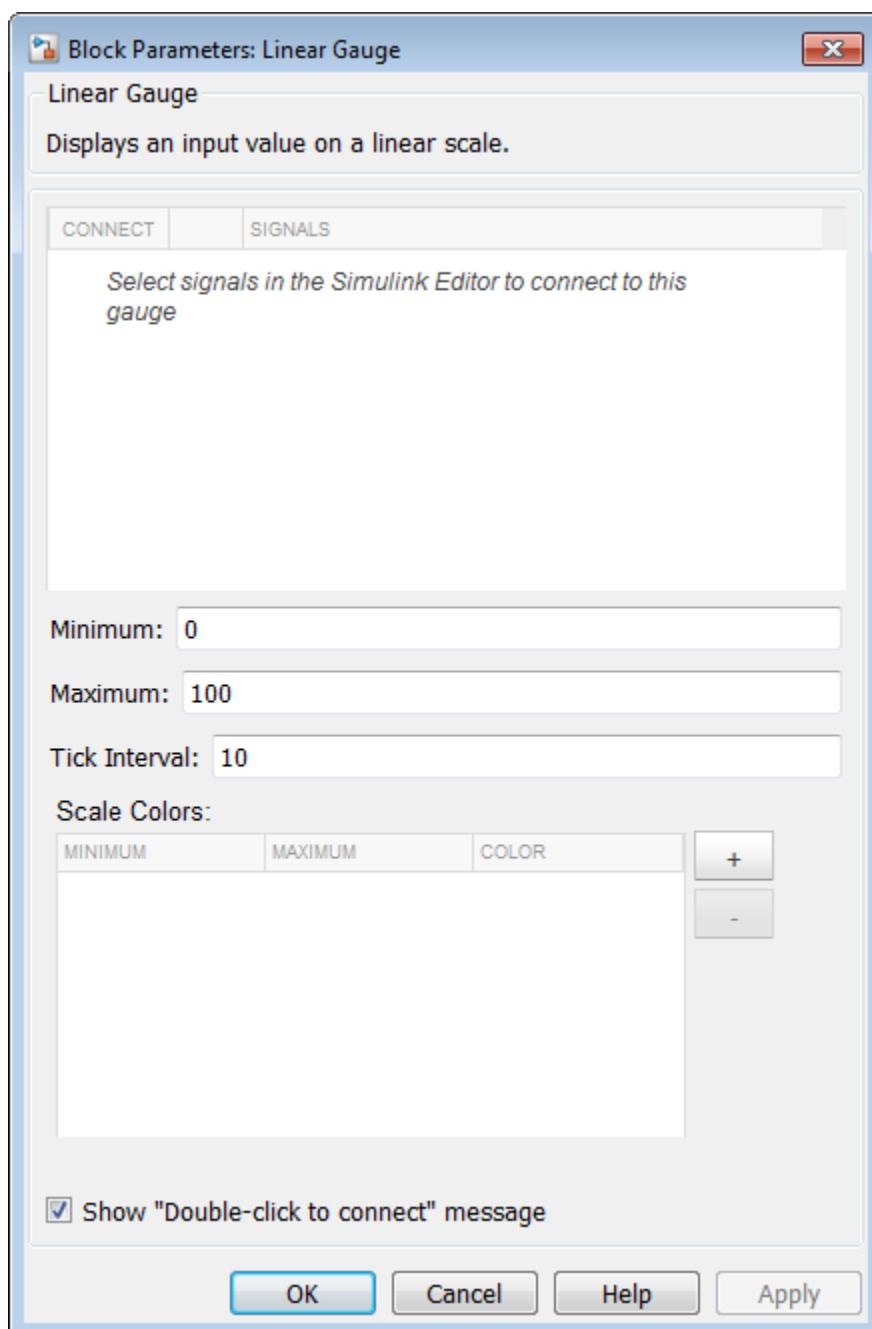 Block Parameters: Linear Gauge
Linear Gauge
Displays an input value on a linear scale.
CONNECT SIGNALS
Select signals in the Simulink Editor to connect to this
gauge
Minimum: 0
Maximum: 100
Tick Interval: 10
Scale Colors:
MINIMUM MAXIMUM COLOR
+
-
Show "Double-click to connect" message
OK Cancel Help Apply